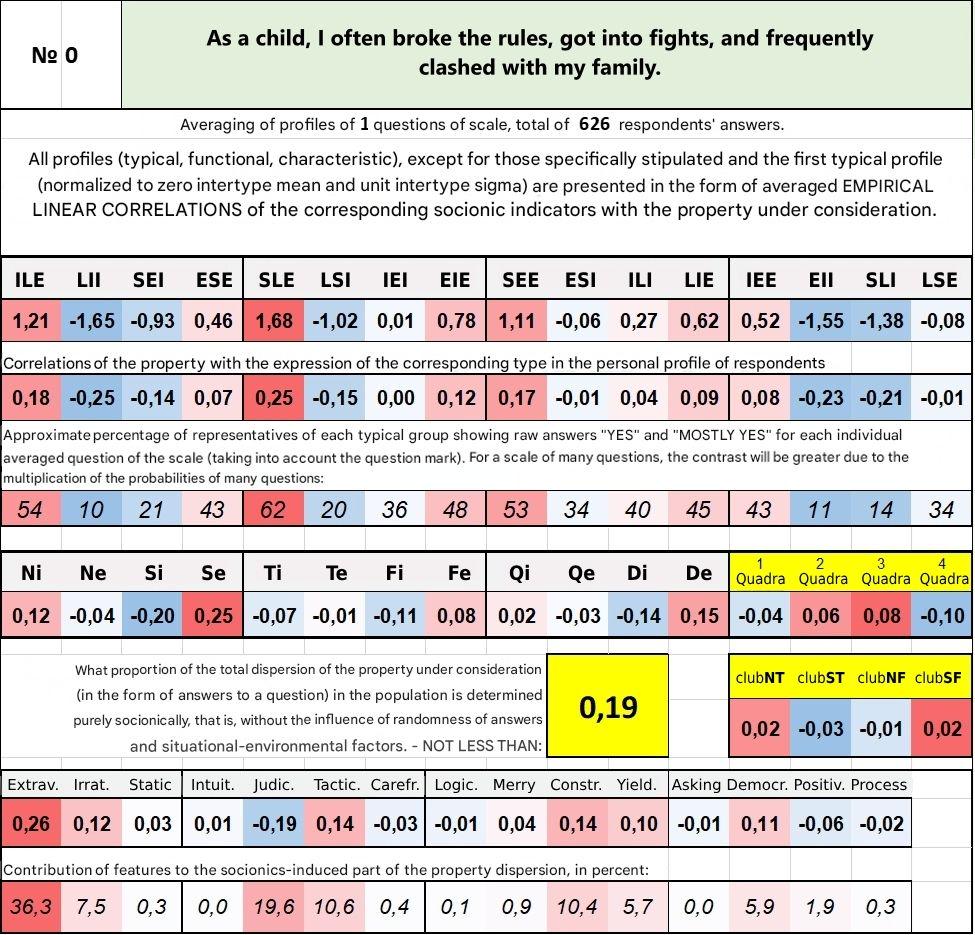 № 0
As a child, I often broke the rules, got into fights, and frequently
clashed with my family.
Averaging of profiles of 1 questions of scale, total of 626 respondents' answers.
All profiles (typical, functional, characteristic), except for those specifically stipulated and the first typical profile
(normalized to zero intertype mean and unit intertype sigma) are presented in the form of averaged EMPIRICAL
LINEAR CORRELATIONS of the corresponding socionic indicators with the property under consideration.
ILE LII SEI ESE SLE LSI IEI EIE SEE ESI ILI LIE IEE EII SLI LSE
1,21 -1,65 -0,93 0,46 1,68 -1,02 0,01 0,78 1,11 -0,06 0,27 0,62 0,52 -1,55 -1,38 -0,08
Correlations of the property with the expression of the corresponding type in the personal profile of respondents
0,18 -0,25 -0,14 0,07 0,25 -0,15 0,00 0,12 0,17 -0,01 0,04 0,09 0,08 -0,23 -0,21 -0,01
Approximate percentage of representatives of each typical group showing raw answers "YES" and "MOSTLY YES" for each individual
averaged question of the scale (taking into account the question mark). For a scale of many questions, the contrast will be greater due to the
multiplication of the probabilities of many questions:
54 10 21 43 62 20 36 48 53 34 40 45 43 11 14 34
Ni Ne Si Se Ti Te Fi Fe Qi Qe Di De 1 Quadra 2 Quadra 3 Quadra 4 Quadra
0,12 -0,04 -0,20 0,25 -0,07 -0,01 -0,11 0,08 0,02 -0,03 -0,14 0,15 -0,04 0,06 0,08 -0,10
What proportion of the total dispersion of the property under consideration
(in the form of answers to a question) in the population is determined
purely socionically, that is, without the influence of randomness of answers
and situational-environmental factors. - NOT LESS THAN:
0,19
clubNT clubST clubNF clubSF
0,02 -0,03 -0,01 0,02
Extrav. Irrat. Static Intuit. Judic. Tactic. Carefr. Logic. Merry Constr. Yield. Asking Democr. Positiv. Process
0,26 0,12 0,03 0,01 -0,19 0,14 -0,03 -0,01 0,04 0,14 0,10 -0,01 0,11 -0,06 -0,02
Contribution of features to the socionics-induced part of the property dispersion, in percent:
36,3 7,5 0,3 0,0 19,6 10,6 0,4 0,1 0,9 10,4 5,7 0,0 5,9 1,9 0,3